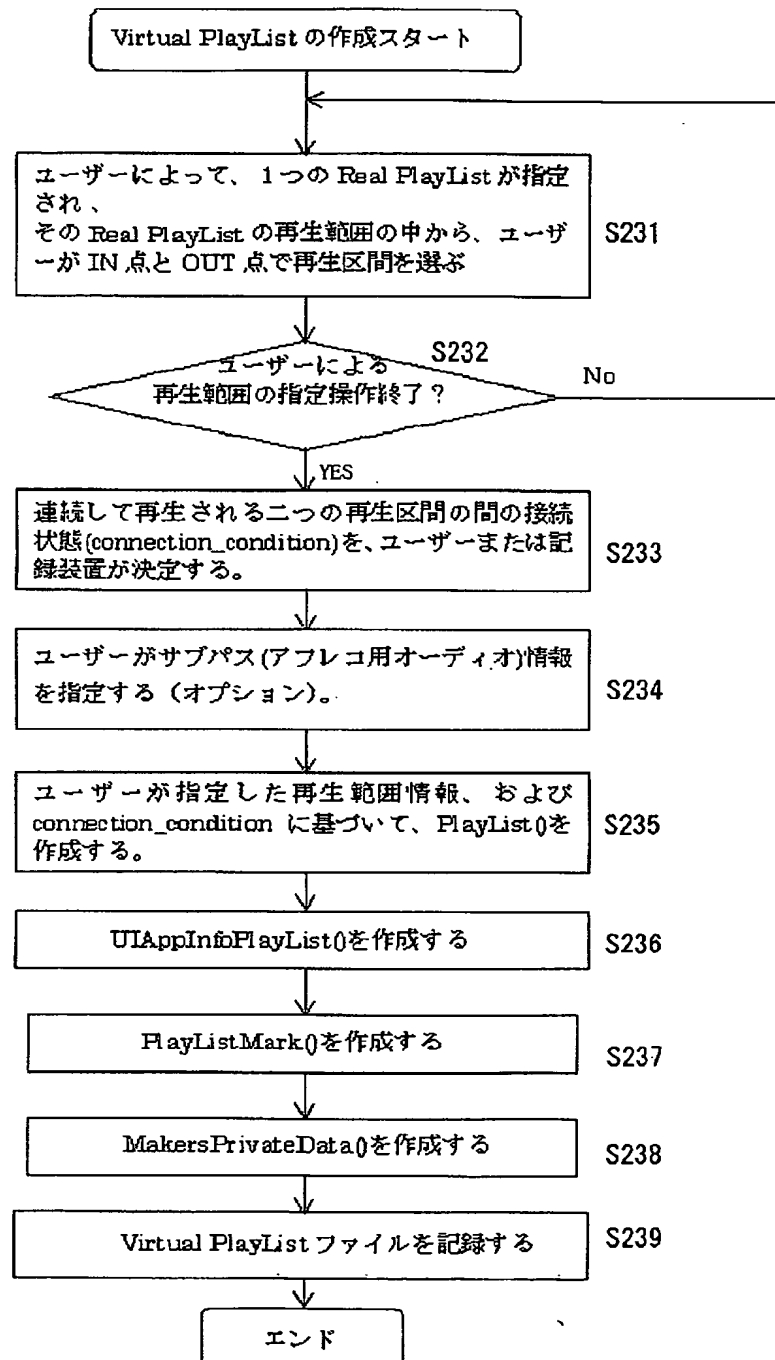 Virtual PlayList の作成スタート
ユーザーによって、1つの Real PlayList が指定
され、
その Real PlayList の再生範囲の中から、ユーザ
ーが IN 点と OUT 点で再生区間を選ぶ
S231
S232
ユーザーによる
再生範囲の指定操作終了?
No
YES
連続して再生される二つの再生区間の間の接続
状態(connection_condition)を、ユーザーまたは記
録装置が決定する。
S233
ユーザーがサブパス(アフレコ用オーディオ)情報
を指定する(オプション)。
S234
ユーザーが指定した再生範囲情報、および
connection_condition に基づいて、PlayList()を
作成する。
S235
UIAppInfoPlayList()を作成する
S236
PlayListMark()を作成する
S237
MakersPrivateData()を作成する
S238
Virtual PlayList ファイルを記録する
S239
エンド